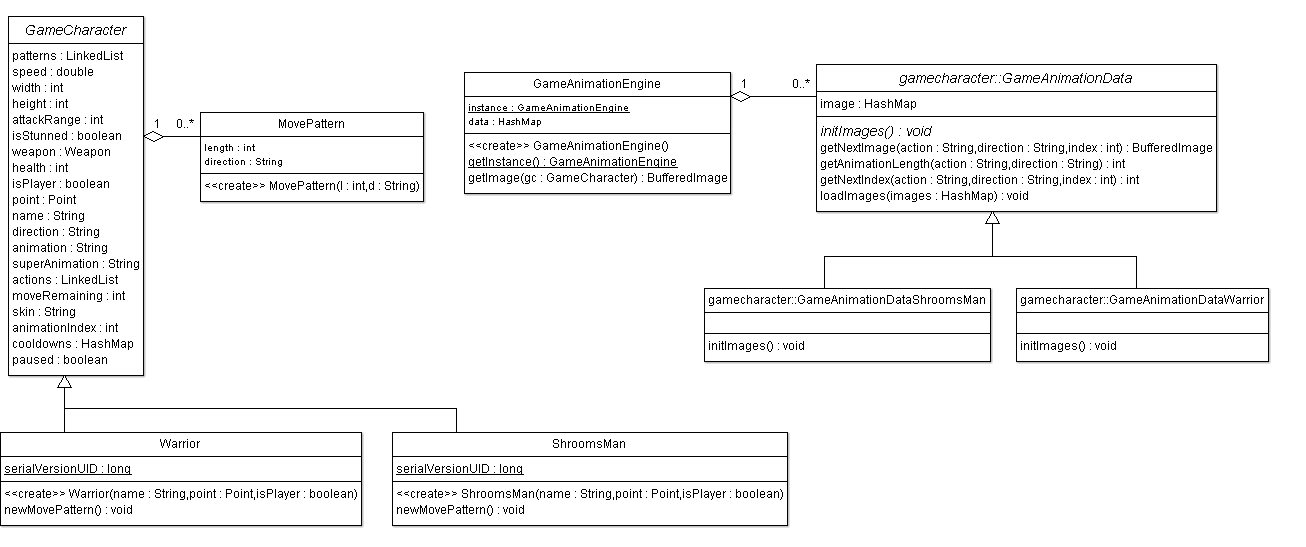 GameCharacter
patterns : LinkedList
speed : double
width : int
height : int
attackRange : int
isStunned : boolean
weapon : Weapon
health : int
isPlayer : boolean
point : Point
name : String
direction : String
animation : String
superAnimation : String
actions : LinkedList
moveRemaining : int
skin : String
animationIndex : int
cooldowns : HashMap
paused : boolean
1
0..*
MovePattern
length : int
direction : String
<<create>> MovePattern(l : int,d : String)
GameAnimationEngine
instance : GameAnimationEngine
data : HashMap
<<create>> GameAnimationEngine()
getInstance() : GameAnimationEngine
getImage(gc : GameCharacter) : BufferedImage
1
0..*
gamecharacter::GameAnimationData
image : HashMap
initImages() : void
getNextImage(action : String,direction : String,index : int) : BufferedImage
getAnimationLength(action : String,direction : String) : int
getNextIndex(action : String,direction : String,index : int) : int
loadImages(images : HashMap) : void
gamecharacter::GameAnimationDataShroomsMan
initImages() : void
gamecharacter::GameAnimationDataWarrior
initImages() : void
Warrior
serialVersionUID : long
<<create>> Warrior(name : String,point : Point,isPlayer : boolean)
newMovePattern() : void
ShroomsMan
serialVersionUID : long
<<create>> ShroomsMan(name : String,point : Point,isPlayer : boolean)
newMovePattern() : void